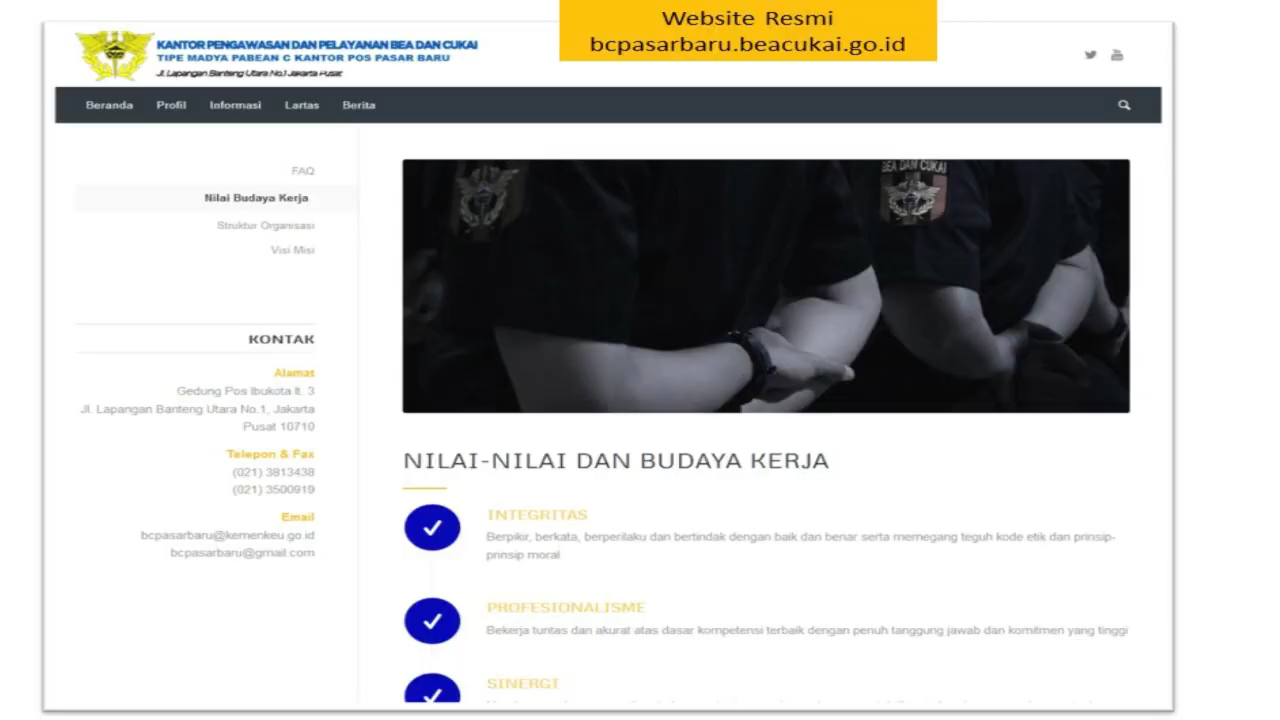 Website Resmi
bcpasarbaru.beacukai.go.id
KANTOR PENGAWASAN DAN PELAYANAN BEA DAN CUKAI
TIPE MADYA PABEAN C KANTOR POS PASAR BARU
Jl. Lapangan Banteng Utara No.1 Jakarta Pusat
Beranda Profil Informasi Lartas Berita
FAQ
Nilai Budaya Kerja
Struktur Organisasi
Visi Misi
KONTAK
Alamat
Gedung Pos Ibukota lt. 3
Jl. Lapangan Banteng Utara No.1, Jakarta
Pusat 10710
Telepon & Fax
(021) 3813438
(021) 3500919
Email
bcpasarbaru@kemenkeu.go.id
bcpasarbaru@gmail.com
BEA DAN CUKAI
NILAI-NILAI DAN BUDAYA KERJA
INTEGRITAS
Berpikir, berkata, berperilaku dan bertindak dengan baik dan benar serta memegang teguh kode etik dan prinsip-
prinsip moral
PROFESIONALISME
Bekerja tuntas dan akurat atas dasar kompetensi terbaik dengan penuh tanggung jawab dan komitmen yang tinggi
SINERGI